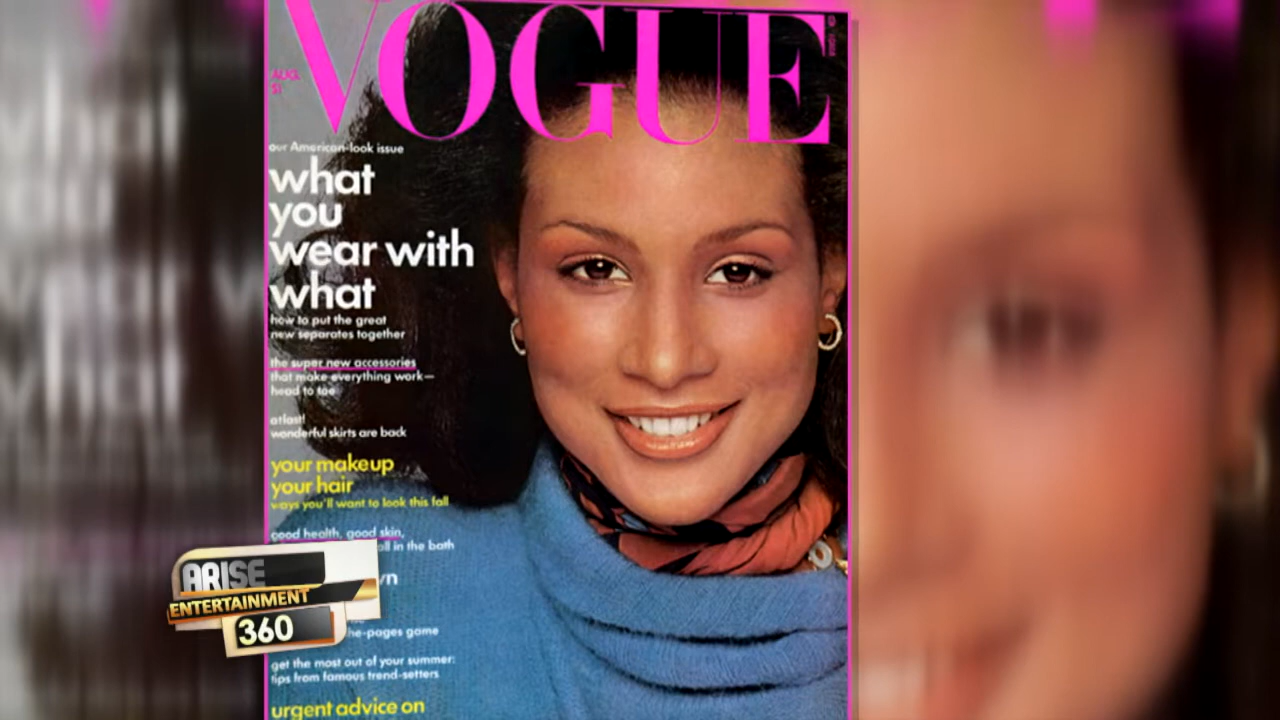 VOGUE
AUG.
$1
our American-look issue
what
you
wear with
what
how to put the great
new separates together
the super new accessories
that make everything work—
head to toe
at last!
wonderful skirts are back
your makeup
your hair
ways you'll want to look this fall
good health, good skin,
all in the bath
he-pages game
get the most out of your summer:
tips from famous trend-setters
urgent advice on
ARISE
ENTERTAINMENT
360